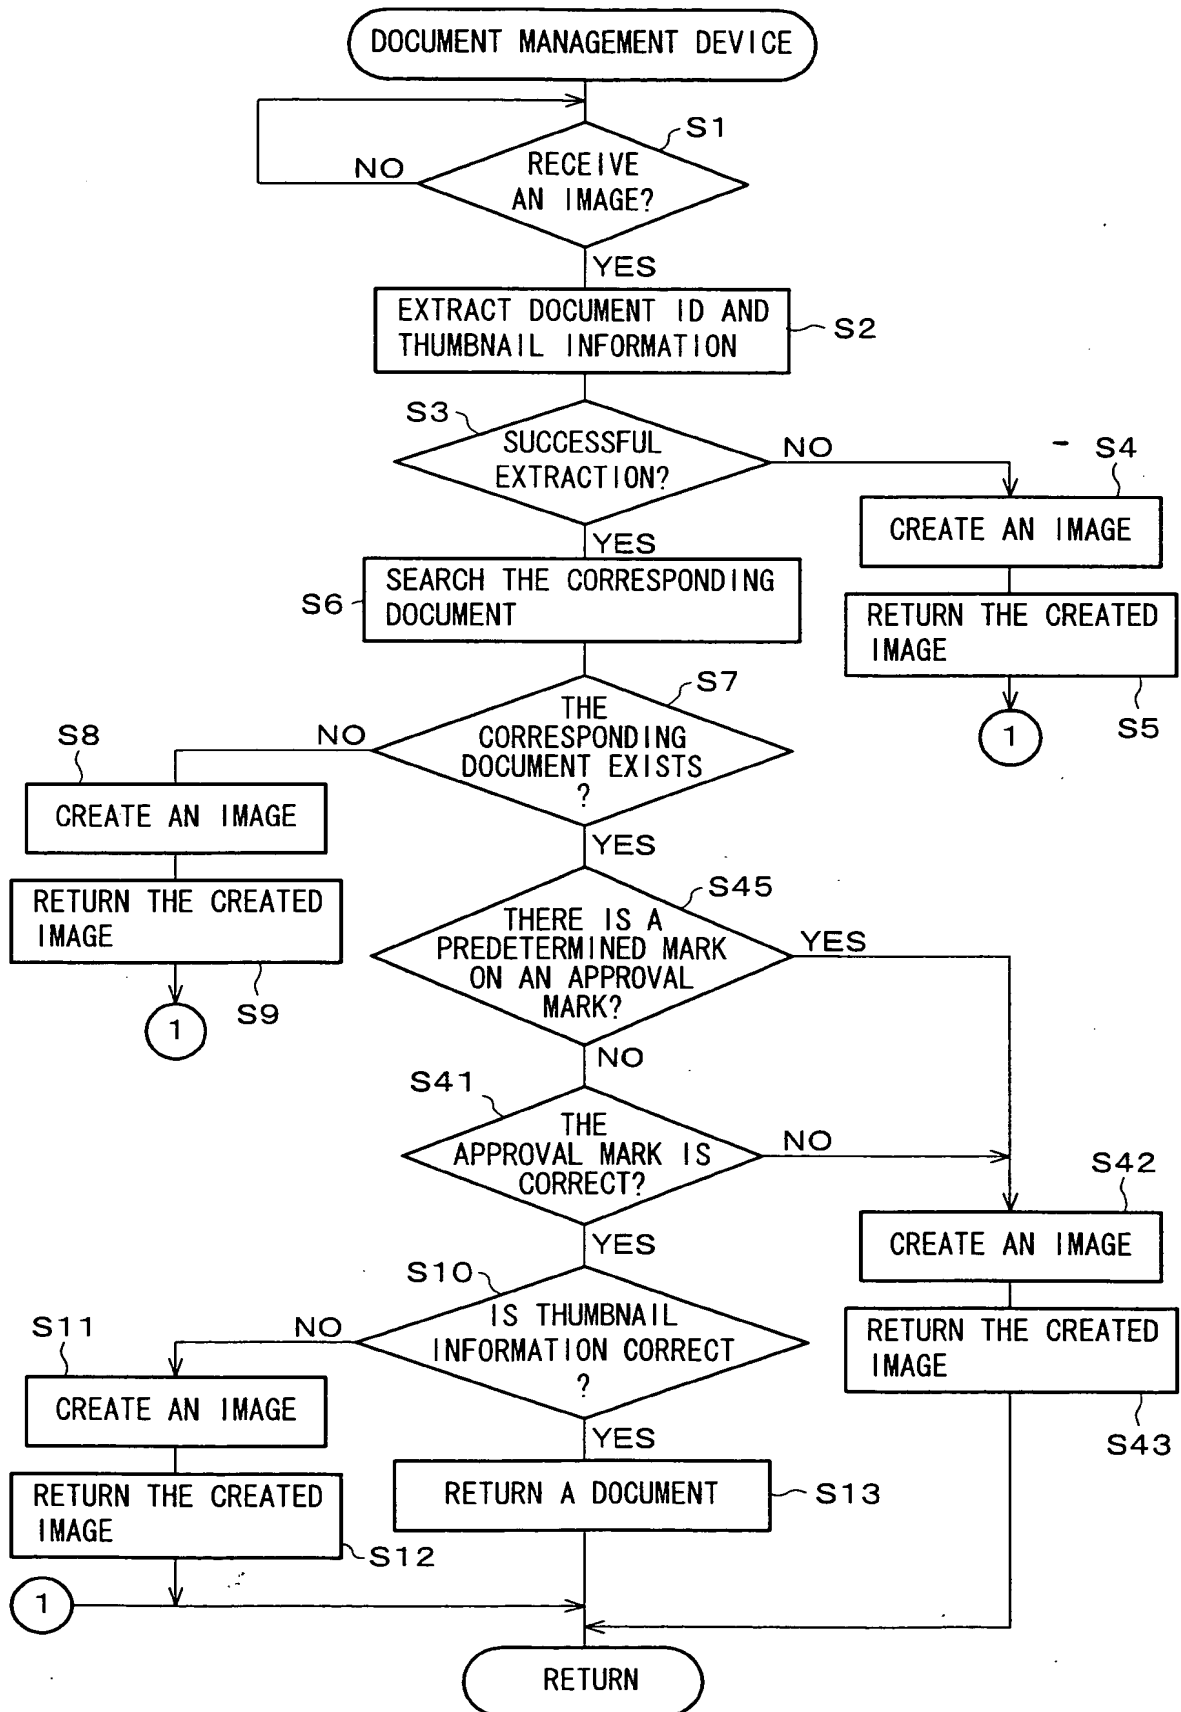 DOCUMENT MANAGEMENT DEVICE
S1
RECEIVE
AN IMAGE?
NO
YES
EXTRACT DOCUMENT ID AND
THUMBNAIL INFORMATION
S2
S3
SUCCESSFUL
EXTRACTION?
NO
S4
CREATE AN IMAGE
YES
S6
SEARCH THE CORRESPONDING
DOCUMENT
RETURN THE CREATED
IMAGE
S5
1
S7
THE
CORRESPONDING
DOCUMENT EXISTS
?
NO
S8
CREATE AN IMAGE
RETURN THE CREATED
IMAGE
S9
1
YES
S45
THERE IS A
PREDETERMINED MARK
ON AN APPROVAL
MARK?
YES
NO
S41
THE
APPROVAL MARK IS
CORRECT?
NO
S42
CREATE AN IMAGE
RETURN THE CREATED
IMAGE
S43
YES
S10
IS THUMBNAIL
INFORMATION CORRECT
?
NO
S11
CREATE AN IMAGE
RETURN THE CREATED
IMAGE
S12
YES
RETURN A DOCUMENT
S13
1
RETURN